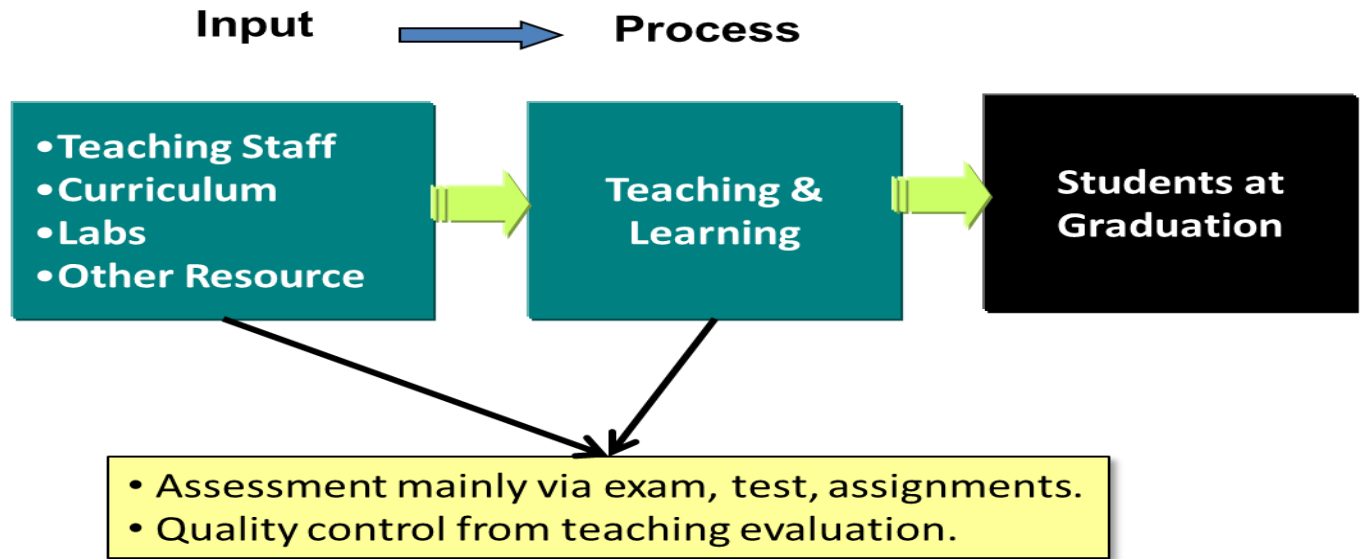 Input
Process
•Teaching Staff
•Curriculum
•Labs
•Other Resource
Teaching &
Learning
Students at
Graduation
• Assessment mainly via exam, test, assignments.
• Quality control from teaching evaluation.